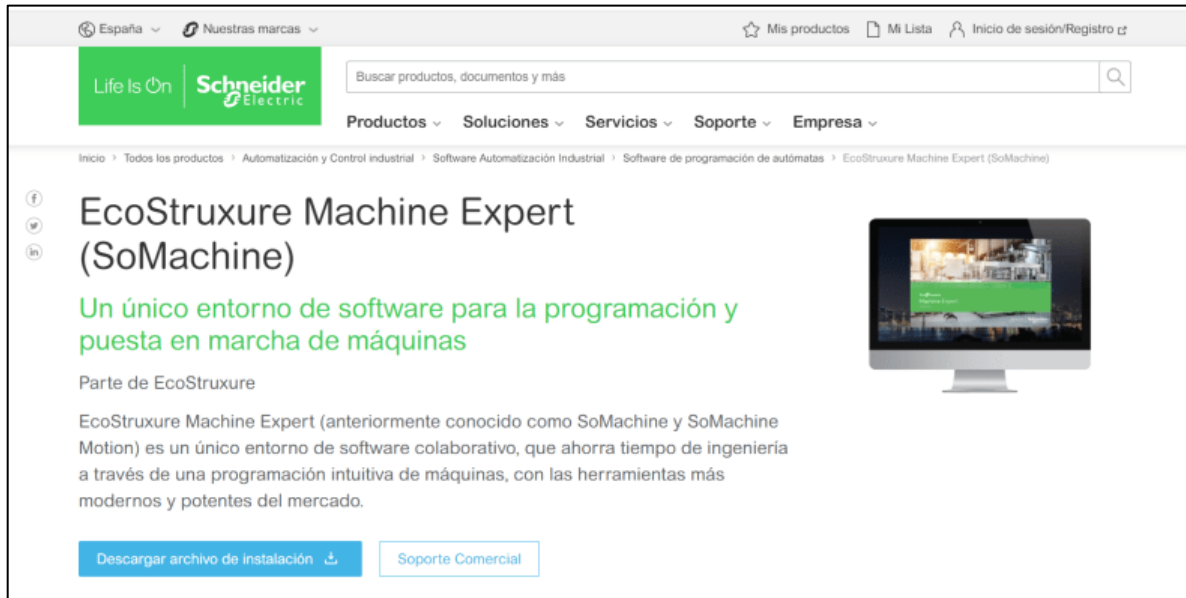 España
Nuestras marcas
Mis productos
Mi Lista
Inicio de sesión/Registro
Life Is On
Schneider
Electric
Buscar productos, documentos y más
Productos
Soluciones
Servicios
Soporte
Empresa
Inicio > Todos los productos > Automatización y Control industrial > Software Automatización Industrial > Software de programación de autómatas > EcoStruxure Machine Expert (SoMachine)
EcoStruxure Machine Expert
(SoMachine)
Un único entorno de software para la programación y
puesta en marcha de máquinas
Parte de EcoStruxure
EcoStruxure Machine Expert (anteriormente conocido como SoMachine y SoMachine
Motion) es un único entorno de software colaborativo, que ahorra tiempo de ingeniería
a través de una programación intuitiva de máquinas, con las herramientas más
modernos y potentes del mercado.
Descargar archivo de instalación
Soporte Comercial